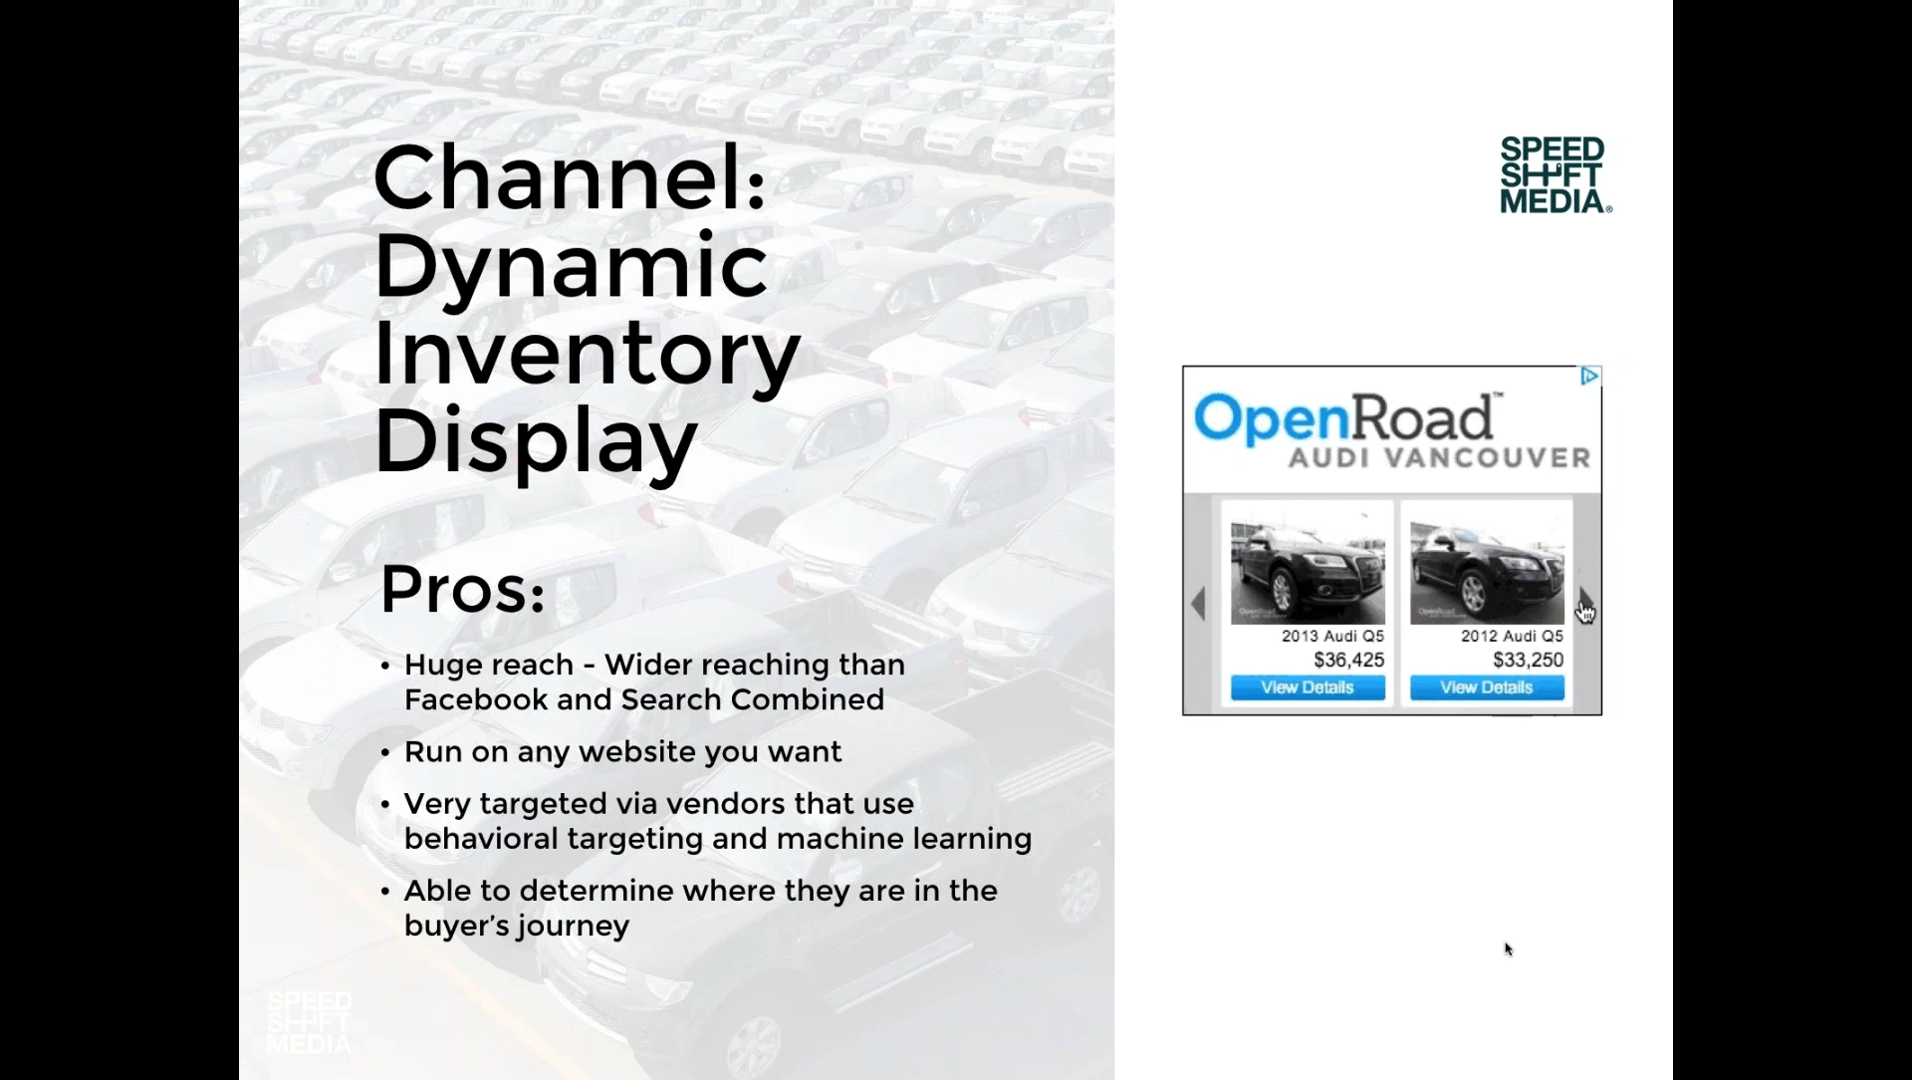 Channel:
Dynamic
Inventory
Display
Pros:
• Huge reach - Wider reaching than
Facebook and Search Combined
• Run on any website you want
• Very targeted via vendors that use
behavioral targeting and machine learning
• Able to determine where they are in the
buyer’s journey
SPEED
SHIFT
MEDIA
SPEED
SHIFT
MEDIA®
OpenRoad™
AUDI VANCOUVER
OpenRoad
OpenRoad
2013 Audi Q5
$36,425
View Details
2012 Audi Q5
$33,250
View Details